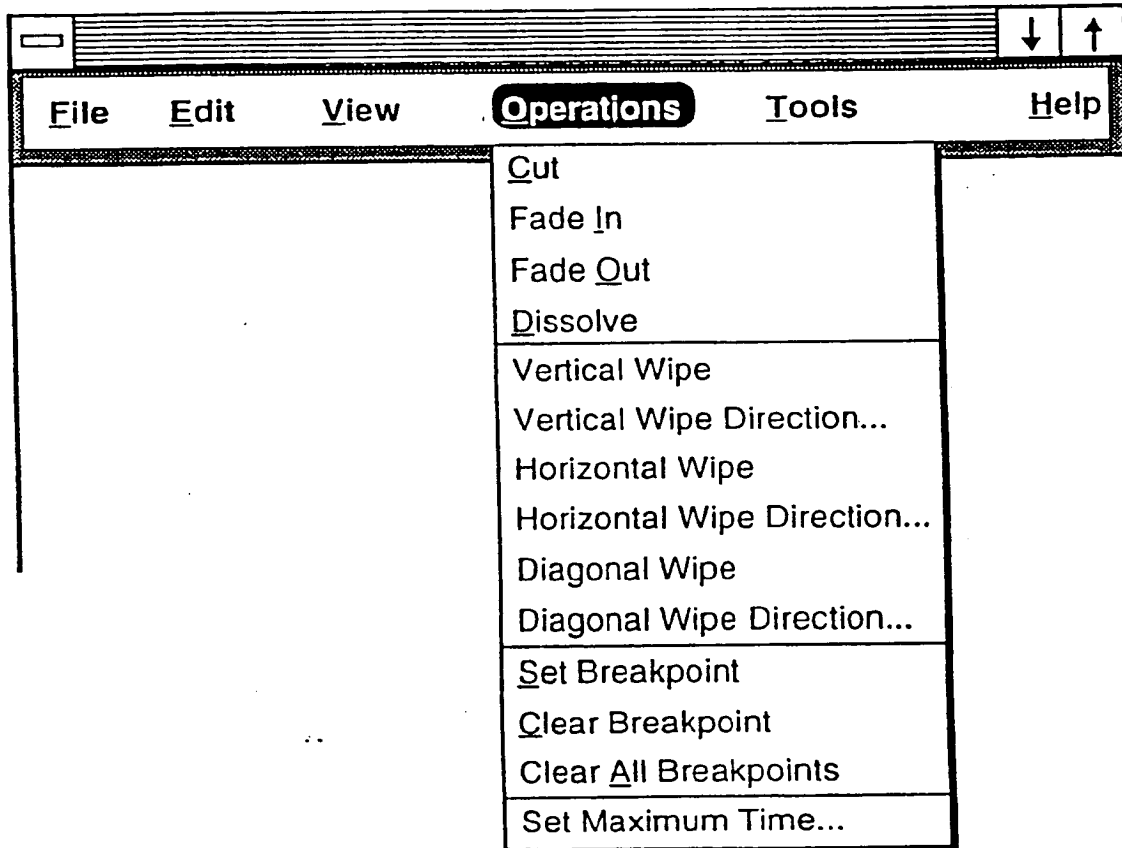 File Edit View Operations Tools Help
Cut
Fade In
Fade Out
Dissolve
Vertical Wipe
Vertical Wipe Direction...
Horizontal Wipe
Horizontal Wipe Direction...
Diagonal Wipe
Diagonal Wipe Direction...
Set Breakpoint
Clear Breakpoint
Clear All Breakpoints
Set Maximum Time...